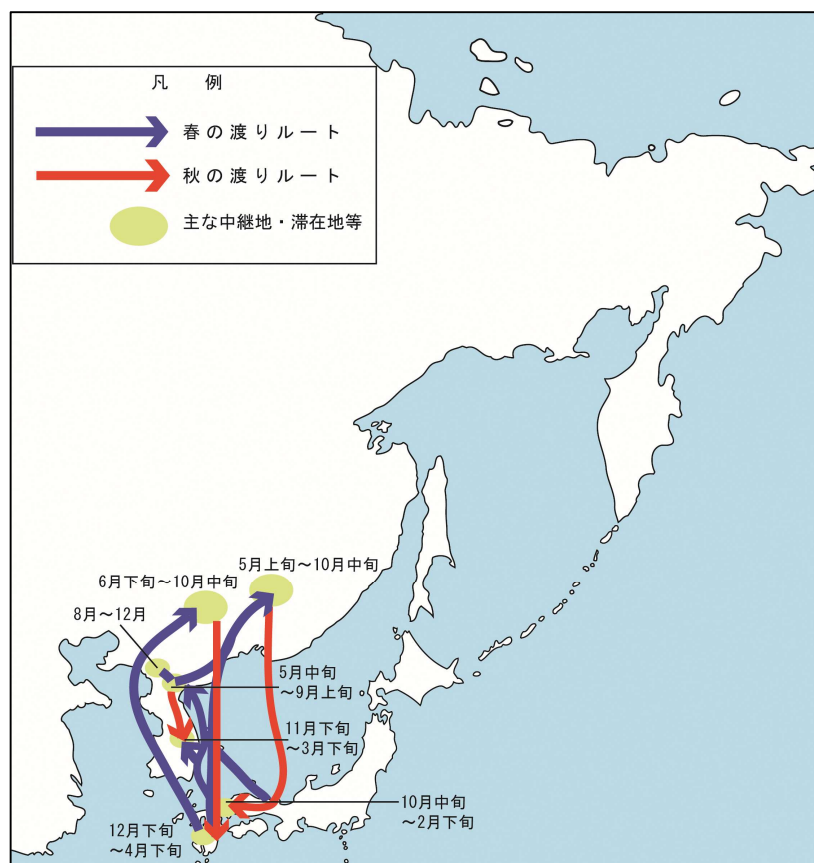 凡 例
春の渡りルート
秋の渡りルート
主な中継地・滞在地等
5月上旬～10月中旬
6月下旬～10月中旬
8月～12月
5月中旬
～9月上旬
11月下旬
～3月下旬
10月中旬
～2月下旬
12月下旬
～4月下旬